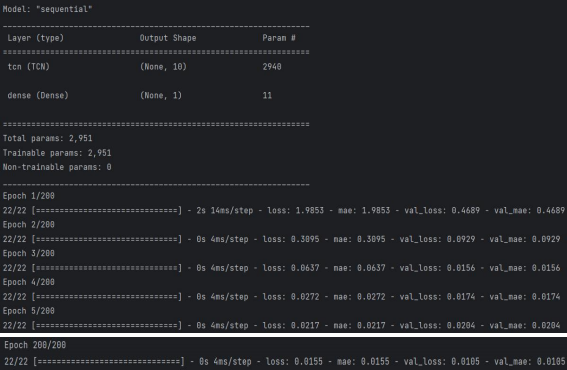 Model: "sequential"
_________________________________________________________________
Layer (type) Output Shape Param #
=================================================================
tcn (TCN) (None, 10) 2940
dense (Dense) (None, 1) 11
=================================================================
Total params: 2,951
Trainable params: 2,951
Non-trainable params: 0
_________________________________________________________________
Epoch 1/200
22/22 [==============================] - 2s 14ms/step - loss: 1.9853 - mae: 1.9853 - val_loss: 0.4689 - val_mae: 0.4689
Epoch 2/200
22/22 [==============================] - 0s 4ms/step - loss: 0.3095 - mae: 0.3095 - val_loss: 0.0929 - val_mae: 0.0929
Epoch 3/200
22/22 [==============================] - 0s 4ms/step - loss: 0.0637 - mae: 0.0637 - val_loss: 0.0156 - val_mae: 0.0156
Epoch 4/200
22/22 [==============================] - 0s 4ms/step - loss: 0.0272 - mae: 0.0272 - val_loss: 0.0174 - val_mae: 0.0174
Epoch 5/200
22/22 [==============================] - 0s 4ms/step - loss: 0.0217 - mae: 0.0217 - val_loss: 0.0204 - val_mae: 0.0204
Epoch 200/200
22/22 [==============================] - 0s 4ms/step - loss: 0.0155 - mae: 0.0155 - val_loss: 0.0105 - val_mae: 0.0105